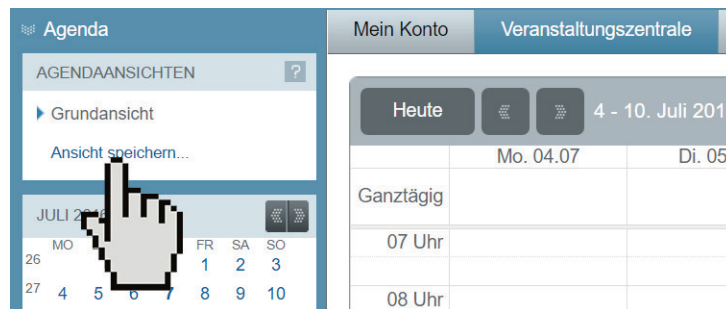 Agenda
AGENDAANSICHTEN ?
Grundansicht
Ansicht speichern...
JULI
MO FR SA SO
26 1 2 3
27 4 5 6 7 8 9 10
Mein Konto Veranstaltungszentrale
Heute 4 - 10. Juli 201
Mo. 04.07 Di. 05
Ganztägig
07 Uhr
08 Uhr